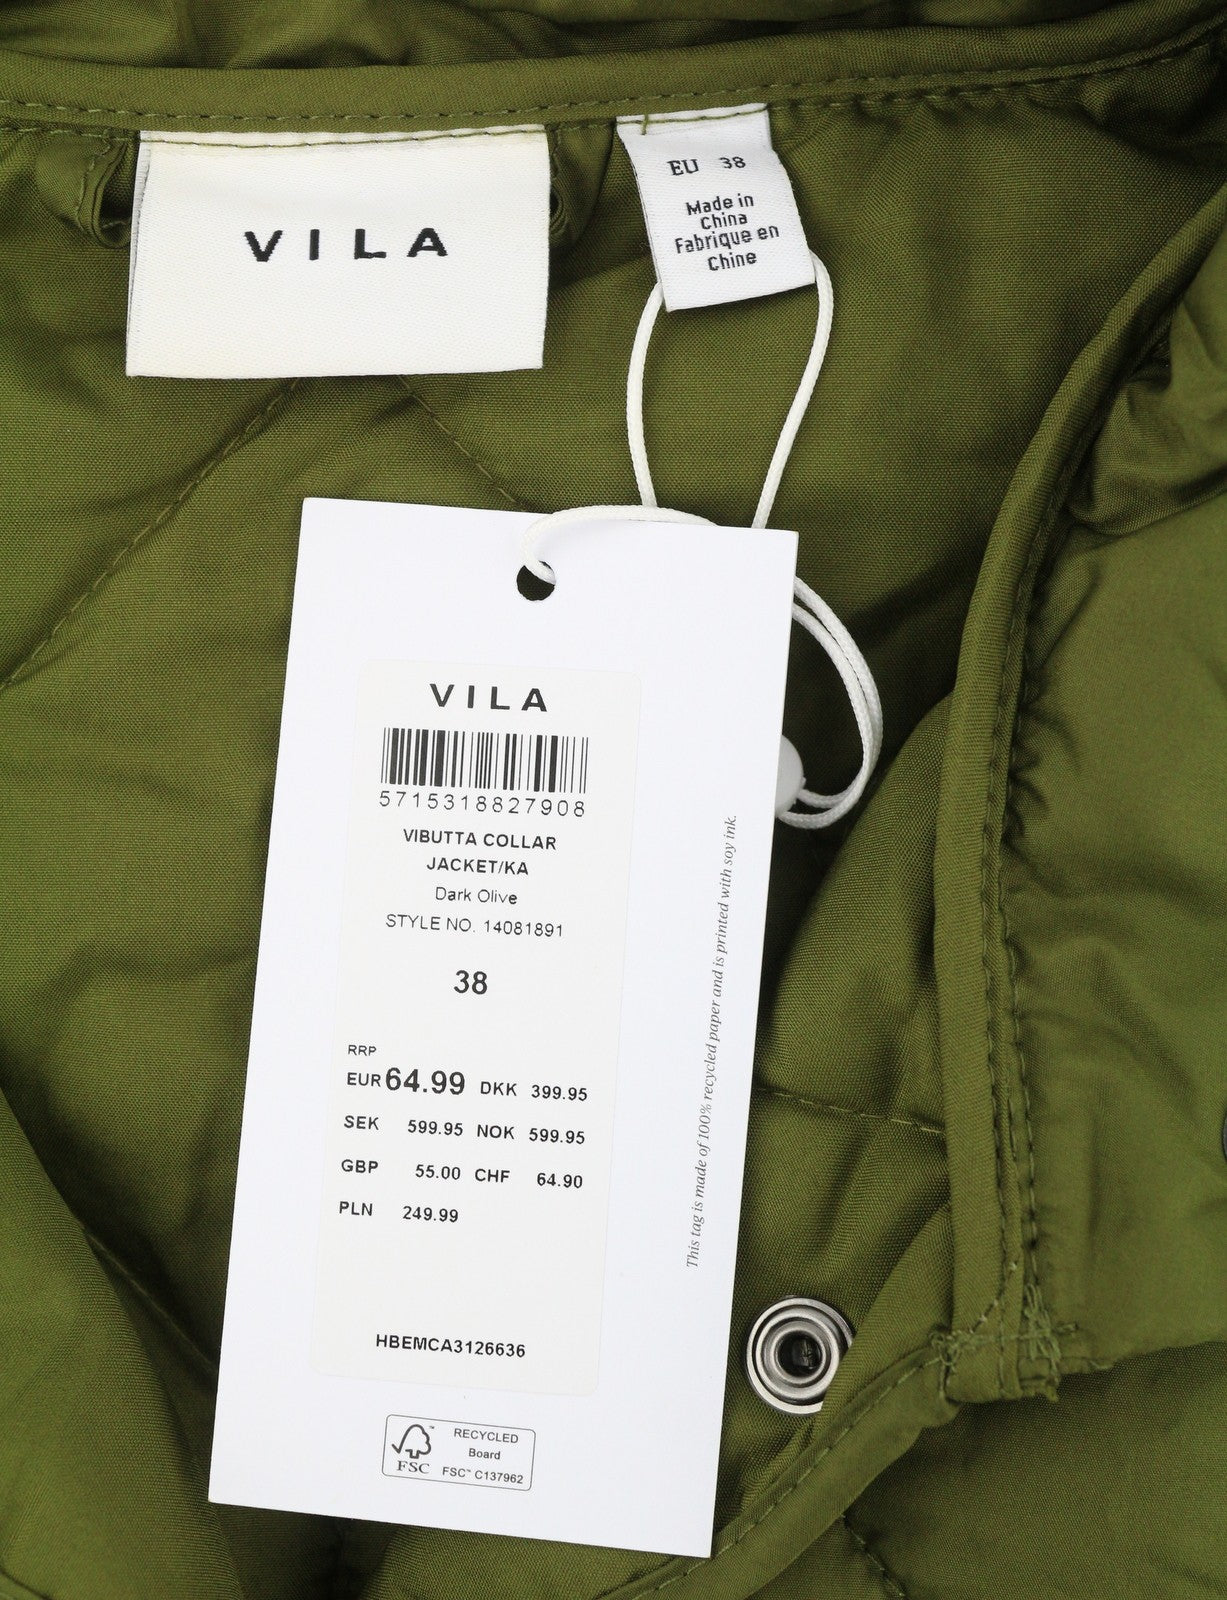 VILA
EU 38
Made in
China
Fabrique en
Chine
VILA
5715318827908
VIBUTTA COLLAR
JACKET/KA
Dark Olive
STYLE NO. 14081891
38
RRP
EUR 64.99 DKK 399.95
SEK 599.95 NOK 599.95
GBP 55.00 CHF 64.90
PLN 249.99
HBEMCA3126636
This tag is made of 100% recycled paper and is printed with soy ink.
RECYCLED
Board
FSC™ C137962
FSC